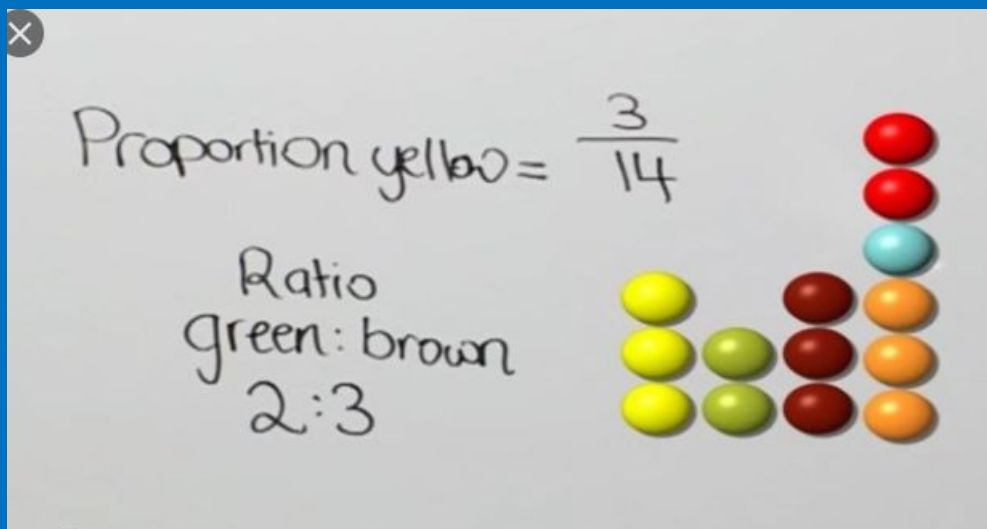 Proportion yellow = 3/14
Ratio
green : brown
2:3